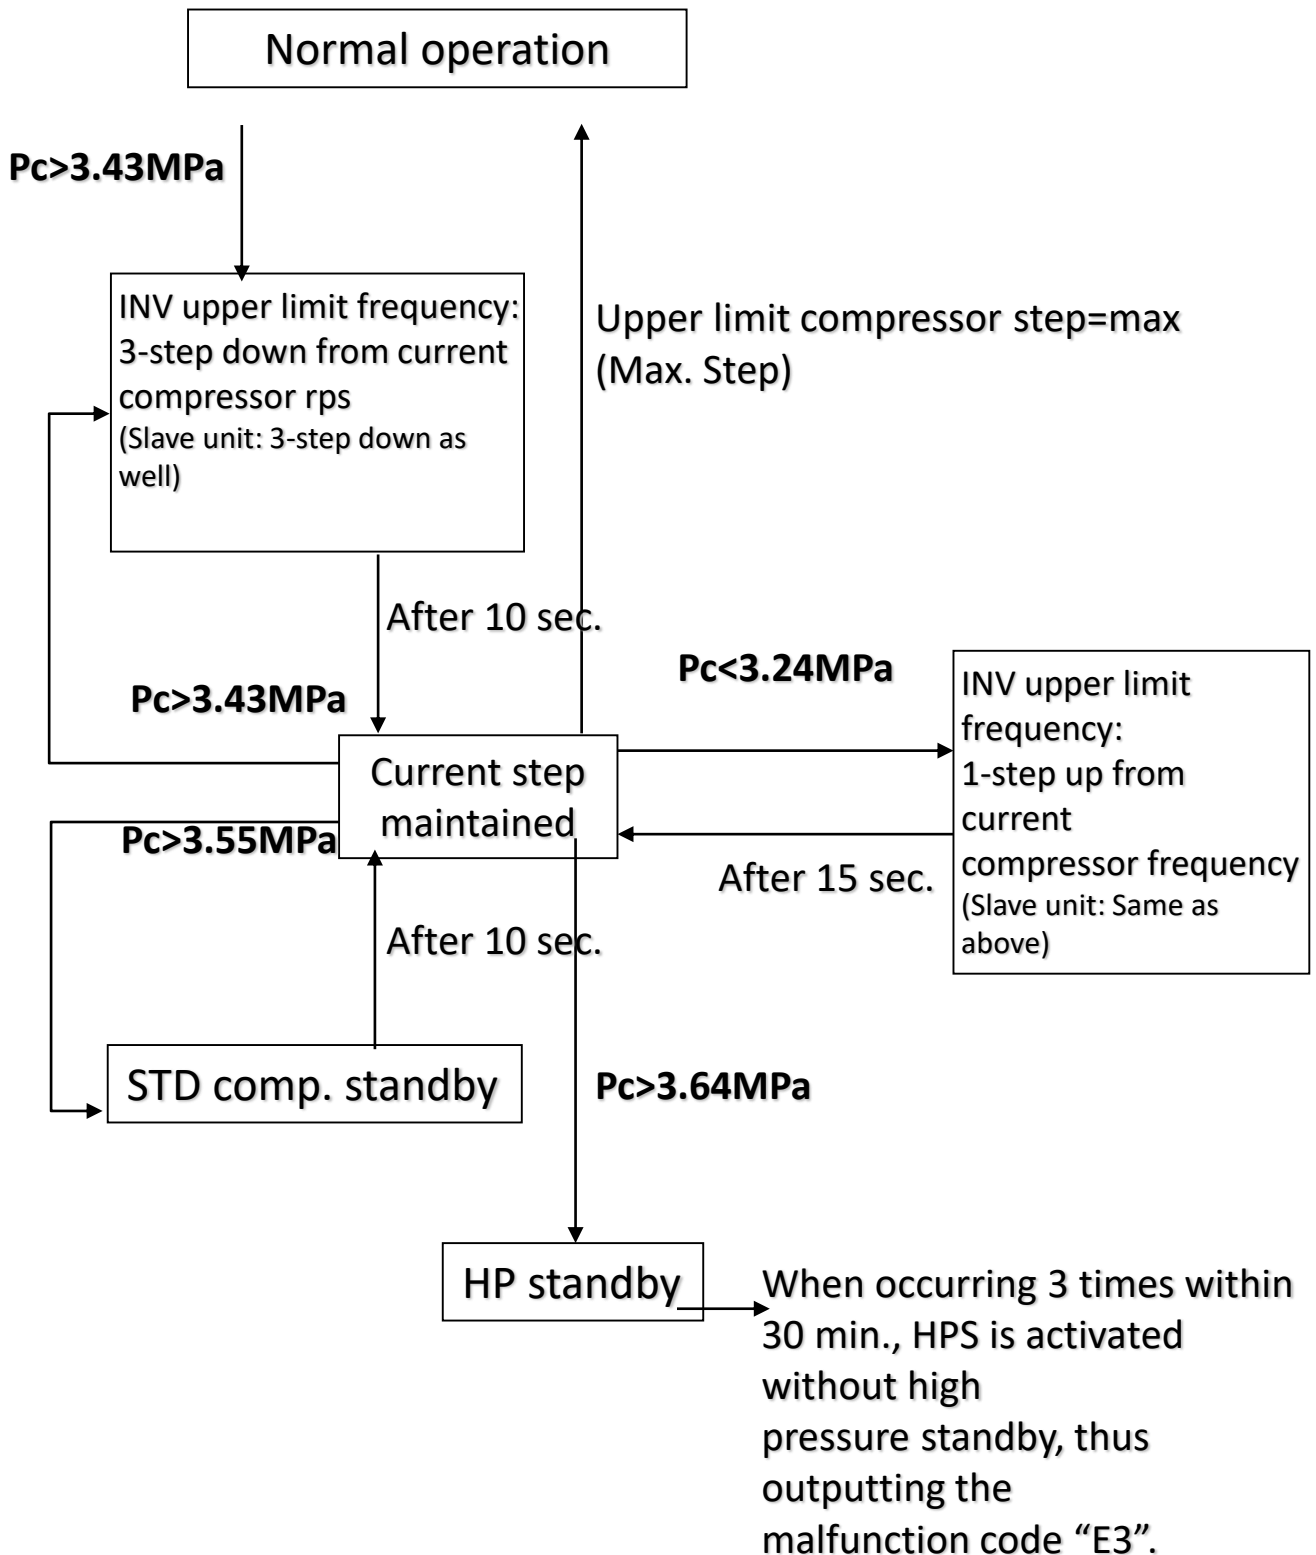 Normal operation
Pc>3.43MPa
INV upper limit frequency:
3-step down from current
compressor rps
(Slave unit: 3-step down as
well)
Upper limit compressor step=max
(Max. Step)
After 10 sec.
Pc>3.43MPa
Pc<3.24MPa
INV upper limit
frequency:
1-step up from
current
compressor frequency
(Slave unit: Same as
above)
Current step
maintained
Pc>3.55MPa
After 15 sec.
After 10 sec.
STD comp. standby
Pc>3.64MPa
HP standby
When occurring 3 times within
30 min., HPS is activated
without high
pressure standby, thus
outputting the
malfunction code “E3”.